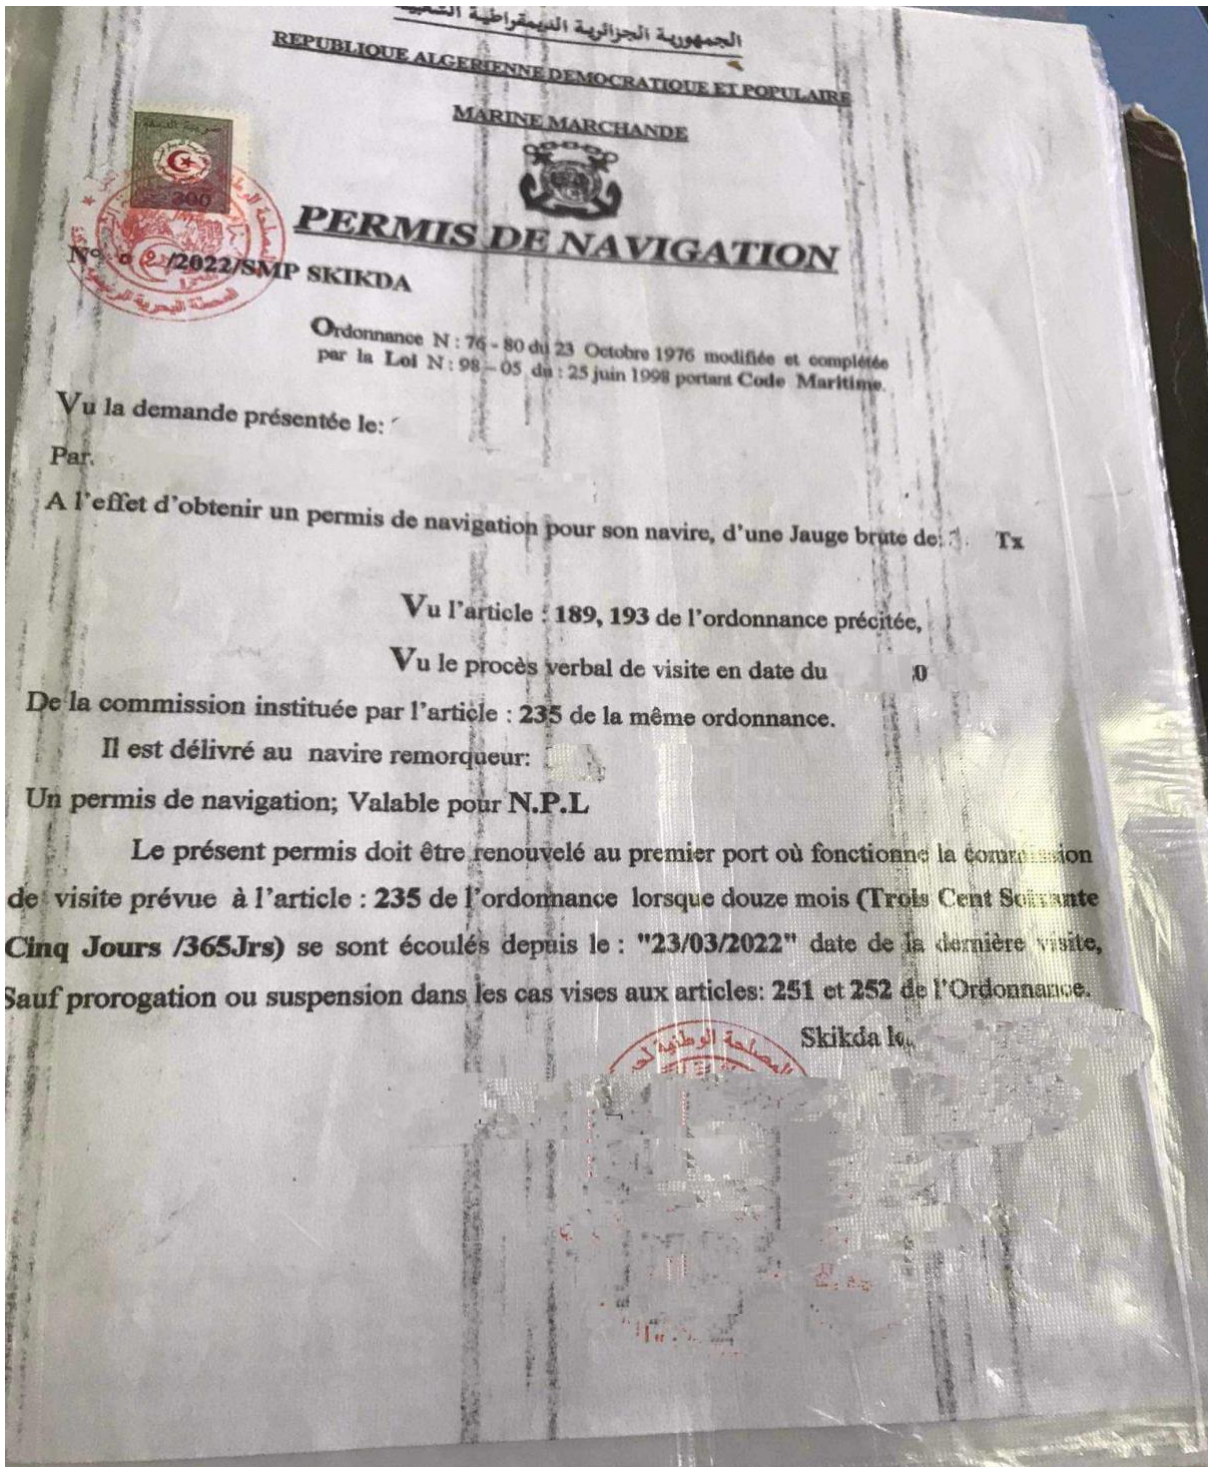 الجمهورية الجزائرية الديمقراطية الشعبية
REPUBLIQUE ALGERIENNE DEMOCRATIQUE ET POPULAIRE
MARINE MARCHANDE
300
PERMIS DE NAVIGATION
N° 02/2022/SMP SKIKDA
Ordonnance N : 76 - 80 du 23 Octobre 1976 modifiée et complétée
par la Loi N : 98 – 05 du : 25 juin 1998 portant Code Maritime.
Vu la demande présentée le:
Par.
A l'effet d'obtenir un permis de navigation pour son navire, d'une Jauge brute de: Tx
Vu l'article : 189, 193 de l'ordonnance précitée,
Vu le procès verbal de visite en date du 0
De la commission instituée par l'article : 235 de la même ordonnance.
Il est délivré au navire remorqueur:
Un permis de navigation; Valable pour N.P.L
Le présent permis doit être renouvelé au premier port où fonctionne la commission
de visite prévue à l'article : 235 de l'ordonnance lorsque douze mois (Trois Cent Soixante
Cinq Jours /365Jrs) se sont écoulés depuis le : "23/03/2022" date de la dernière visite,
Sauf prorogation ou suspension dans les cas vises aux articles: 251 et 252 de l'Ordonnance.
Skikda le
المصلحة الوطنية